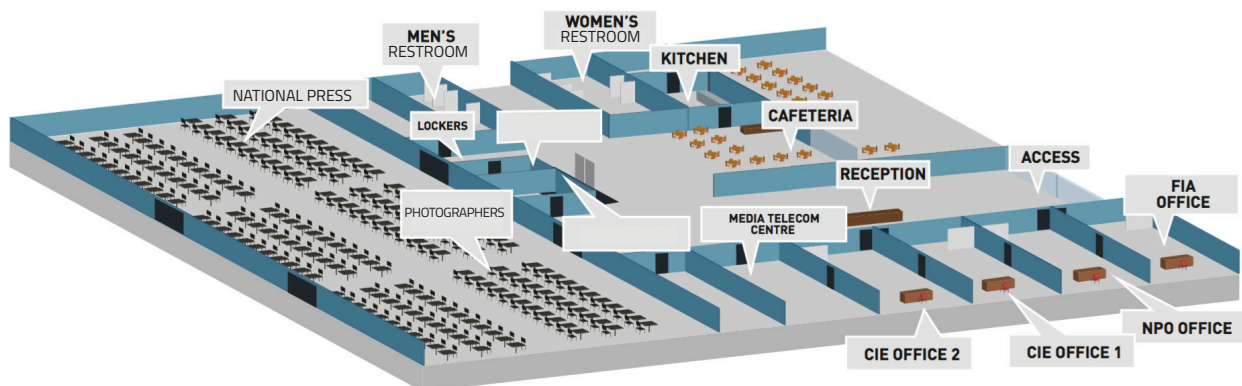 WOMEN'S
RESTROOM
MEN'S
RESTROOM
KITCHEN
NATIONAL PRESS
LOCKERS
CAFETERIA
ACCESS
RECEPTION
FIA
OFFICE
PHOTOGRAPHERS
MEDIA TELECOM
CENTRE
NPO OFFICE
CIE OFFICE 2
CIE OFFICE 1